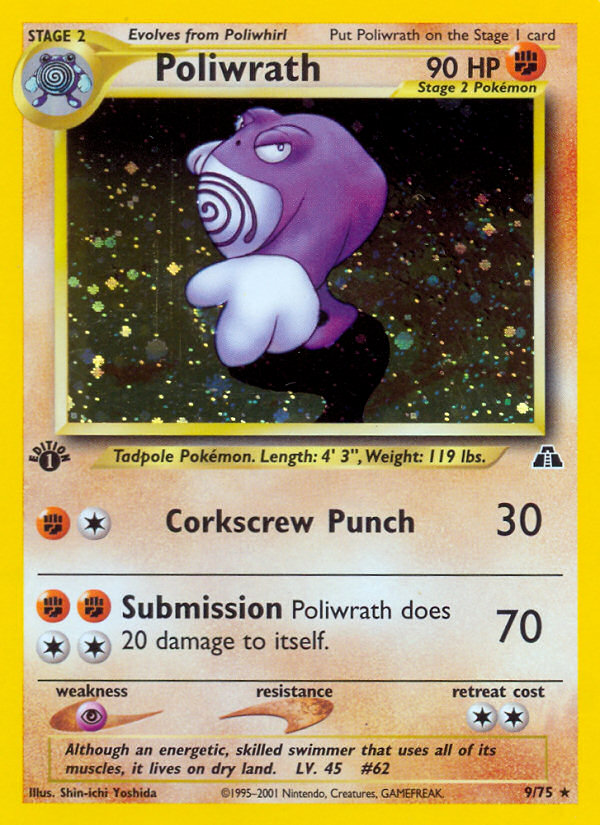 STAGE 2 Evolves from Poliwhirl Put Poliwrath on the Stage 1 card
Poliwrath 90 HP
Stage 2 Pokémon
EDITION 1
Tadpole Pokémon. Length: 4' 3", Weight: 119 lbs.
Corkscrew Punch 30
Submission Poliwrath does
20 damage to itself. 70
weakness resistance retreat cost
Although an energetic, skilled swimmer that uses all of its
muscles, it lives on dry land. LV. 45 #62
Illus. Shin-ichi Yoshida ©1995-2001 Nintendo, Creatures, GAMEFREAK. 9/75 ★